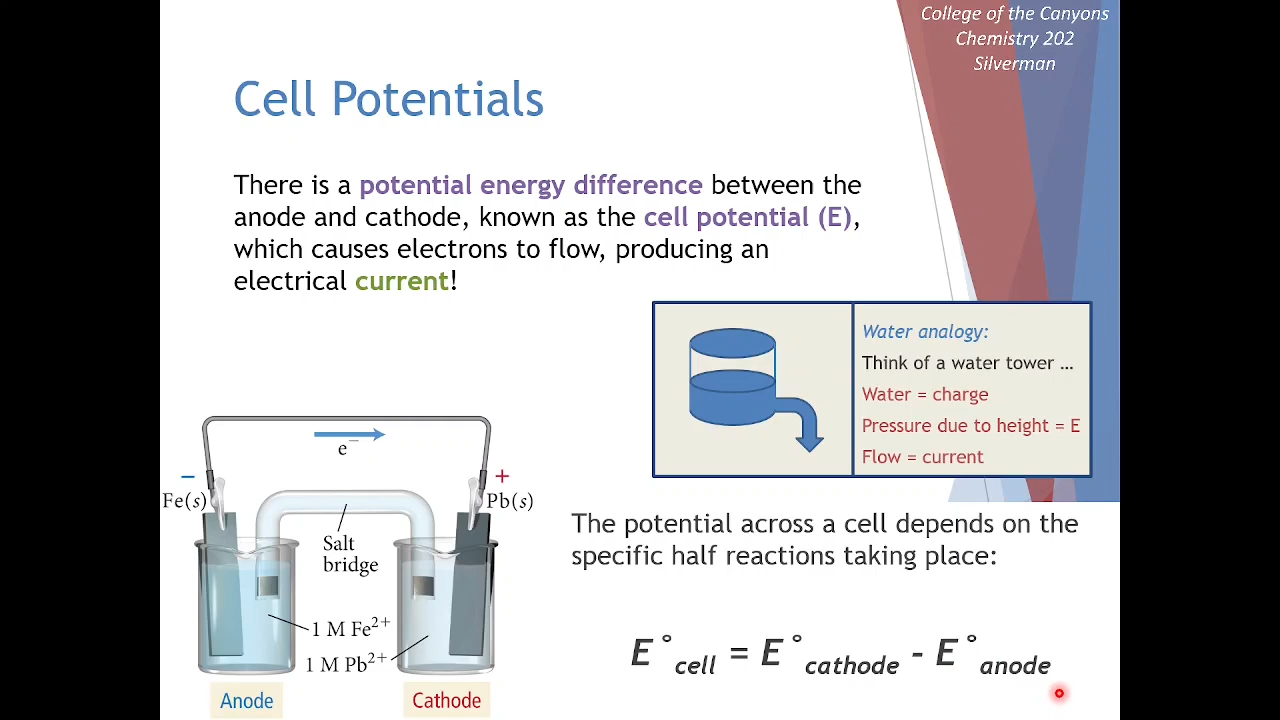 College of the Canyons
Chemistry 202
Silverman
Cell Potentials
There is a potential energy difference between the
anode and cathode, known as the cell potential (E),
which causes electrons to flow, producing an
electrical current!
Water analogy:
Think of a water tower …
Water = charge
Pressure due to height = E
Flow = current
e⁻
− +
Fe(s) Pb(s)
Salt
bridge
1 M Fe²⁺
1 M Pb²⁺
Anode Cathode
The potential across a cell depends on the
specific half reactions taking place:
E°cell = E°cathode - E°anode